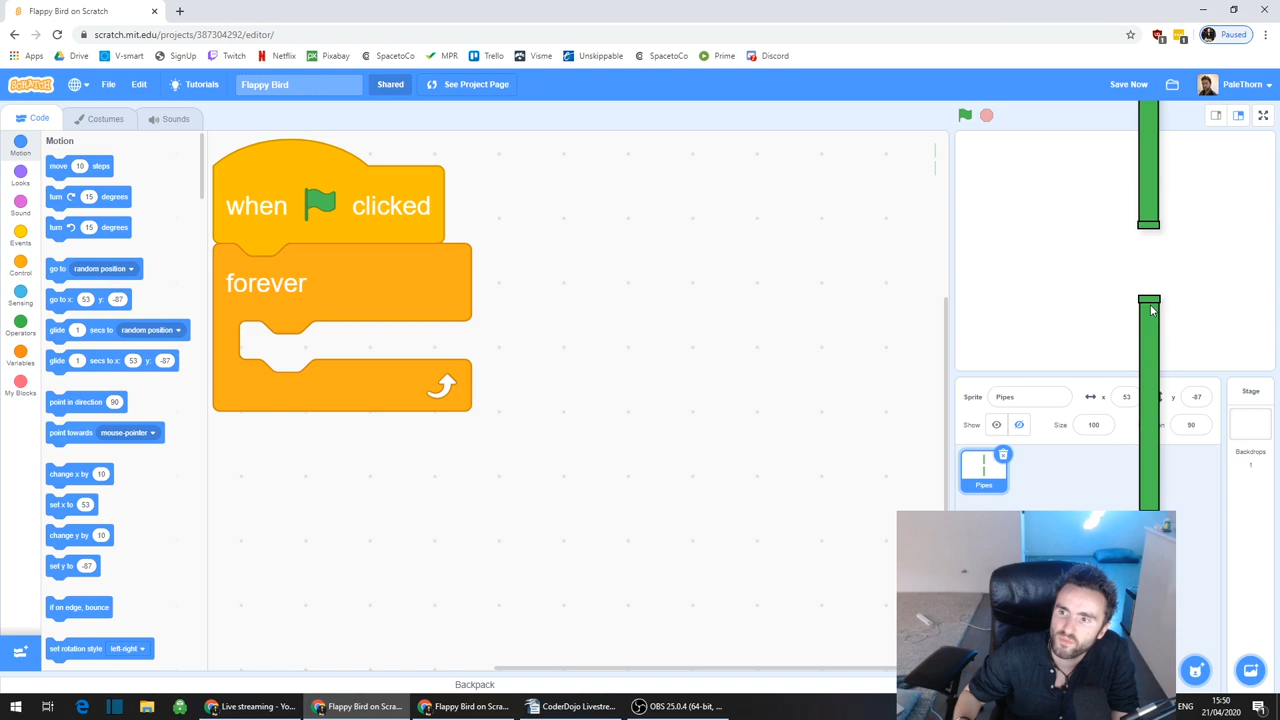 Flappy Bird on Scratch
scratch.mit.edu/projects/387304292/editor/
Paused
Apps Drive V-smart SignUp Twitch Netflix Pixabay SpacetoCo MPR Trello Visme Unskippable SpacetoCo Prime Discord
SCRATCH File Edit Tutorials Flappy Bird Shared See Project Page Save Now PaleThorn
Code Costumes Sounds
Motion
Looks
Sound
Events
Control
Sensing
Operators
Variables
My Blocks
Motion
move 10 steps
turn 15 degrees
turn 15 degrees
go to random position
go to x: 53 y: -87
glide 1 secs to random position
glide 1 secs to x: 53 y: -87
point in direction 90
point towards mouse-pointer
change x by 10
set x to 53
change y by 10
set y to -87
if on edge, bounce
set rotation style left-right
when clicked
forever
Sprite Pipes x 53 y -87
Show Size 100 90
Pipes
Stage
Backdrops
1
Backpack
Live streaming - Yo... Flappy Bird on Scra... Flappy Bird on Scra... CoderDojo Livestre... OBS 25.0.4 (64-bit, ...
ENG
15:50
21/04/2020